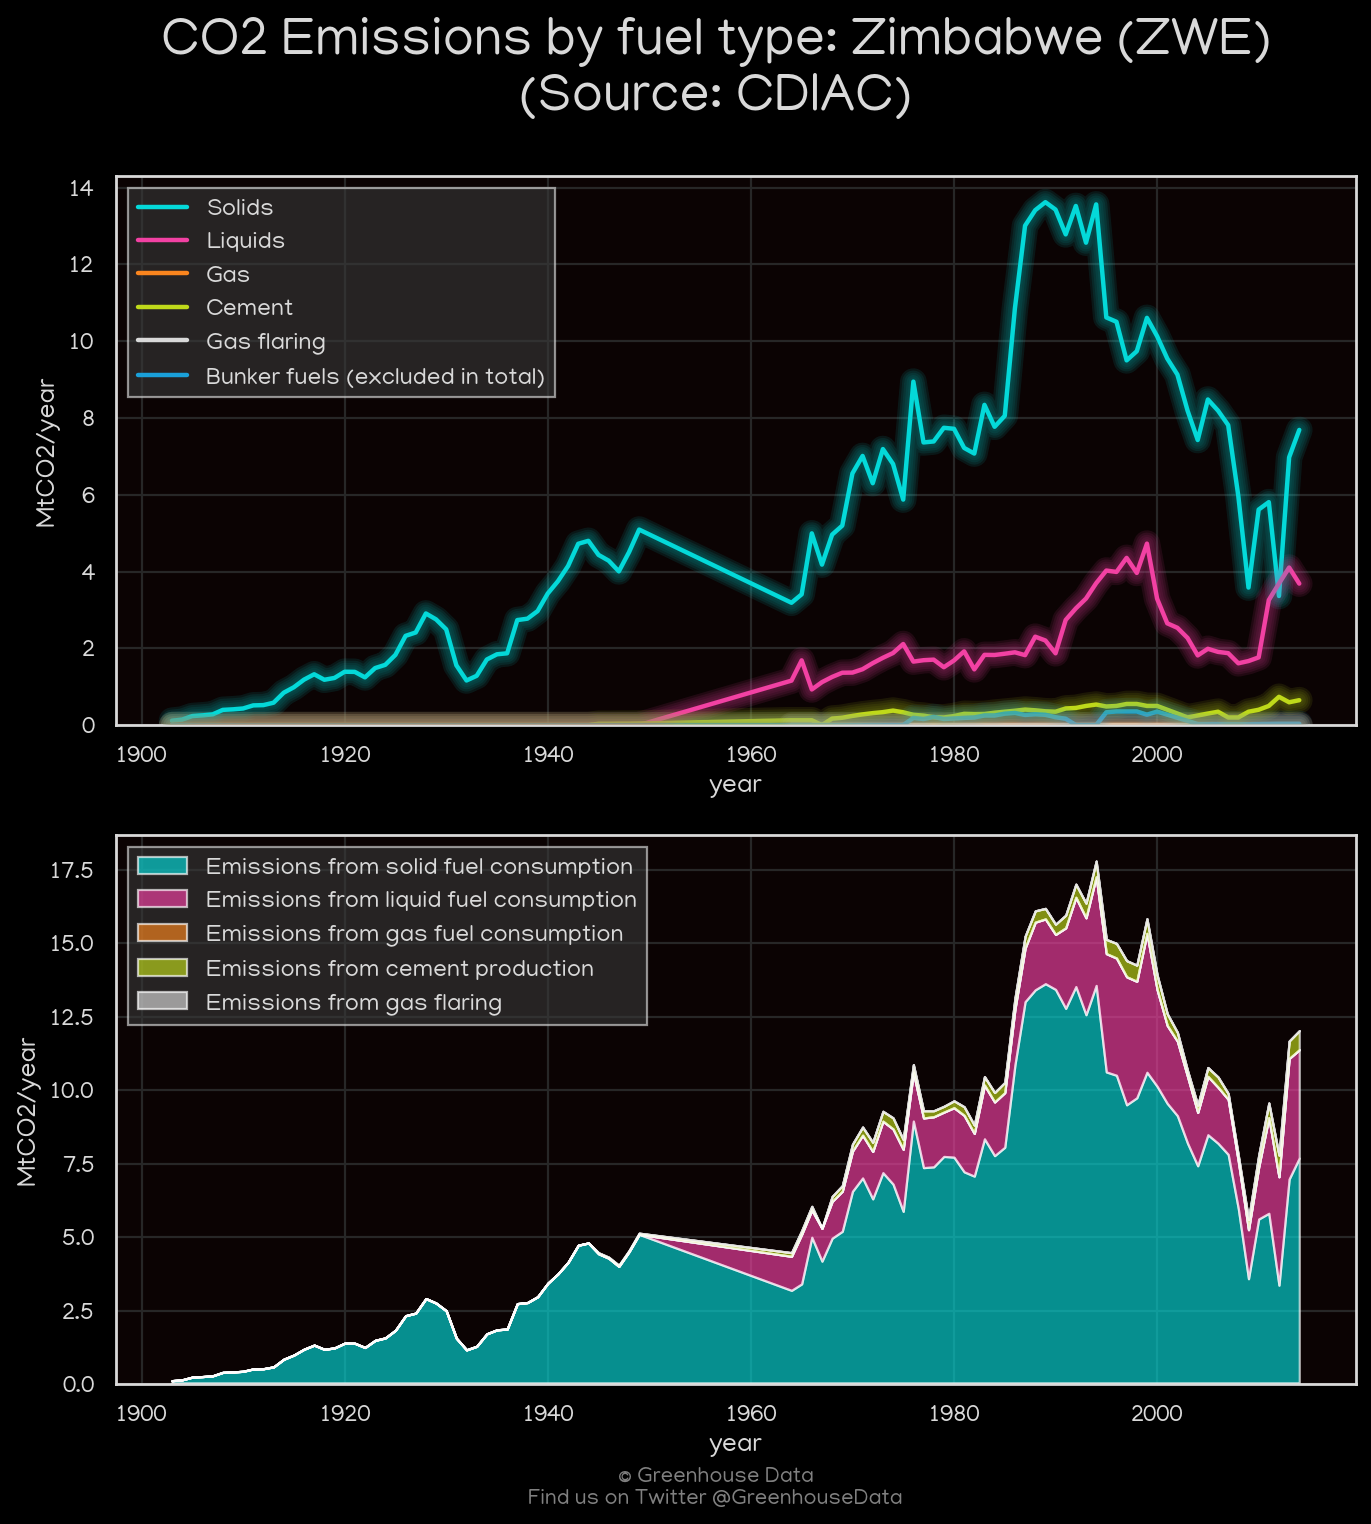 CO2 Emissions by fuel type: Zimbabwe (ZWE)
(Source: CDIAC)
14
12
10
8
6
4
2
0
MtCO2/year
Solids
Liquids
Gas
Cement
Gas flaring
Bunker fuels (excluded in total)
1900 1920 1940 1960 1980 2000
year
17.5
15.0
12.5
10.0
7.5
5.0
2.5
0.0
MtCO2/year
Emissions from solid fuel consumption
Emissions from liquid fuel consumption
Emissions from gas fuel consumption
Emissions from cement production
Emissions from gas flaring
1900 1920 1940 1960 1980 2000
year
© Greenhouse Data
Find us on Twitter @GreenhouseData